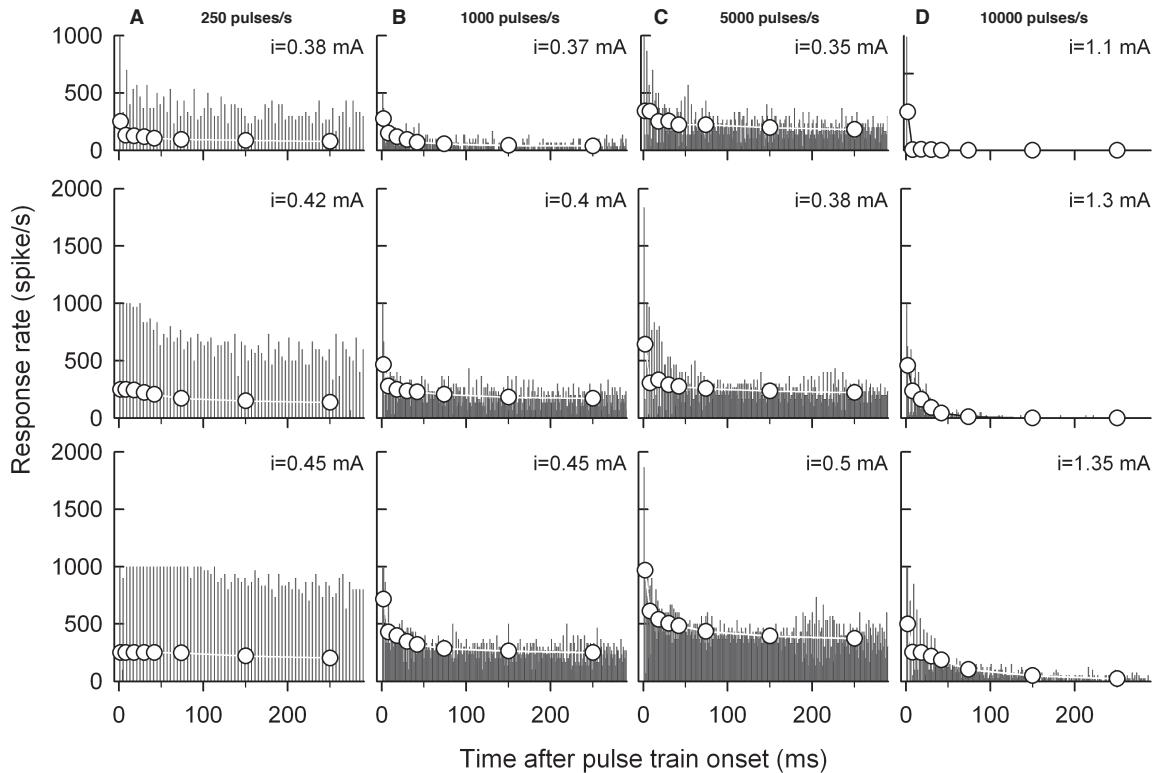 A 250 pulses/s B 1000 pulses/s C 5000 pulses/s D 10000 pulses/s
1000 i=0.38 mA i=0.37 mA i=0.35 mA i=1.1 mA
500
0
2000 i=0.42 mA i=0.4 mA i=0.38 mA i=1.3 mA
1500
1000
500
0
2000 i=0.45 mA i=0.45 mA i=0.5 mA i=1.35 mA
1500
1000
500
0
0 100 200 0 100 200 0 100 200 0 100 200
Response rate (spike/s)
Time after pulse train onset (ms)